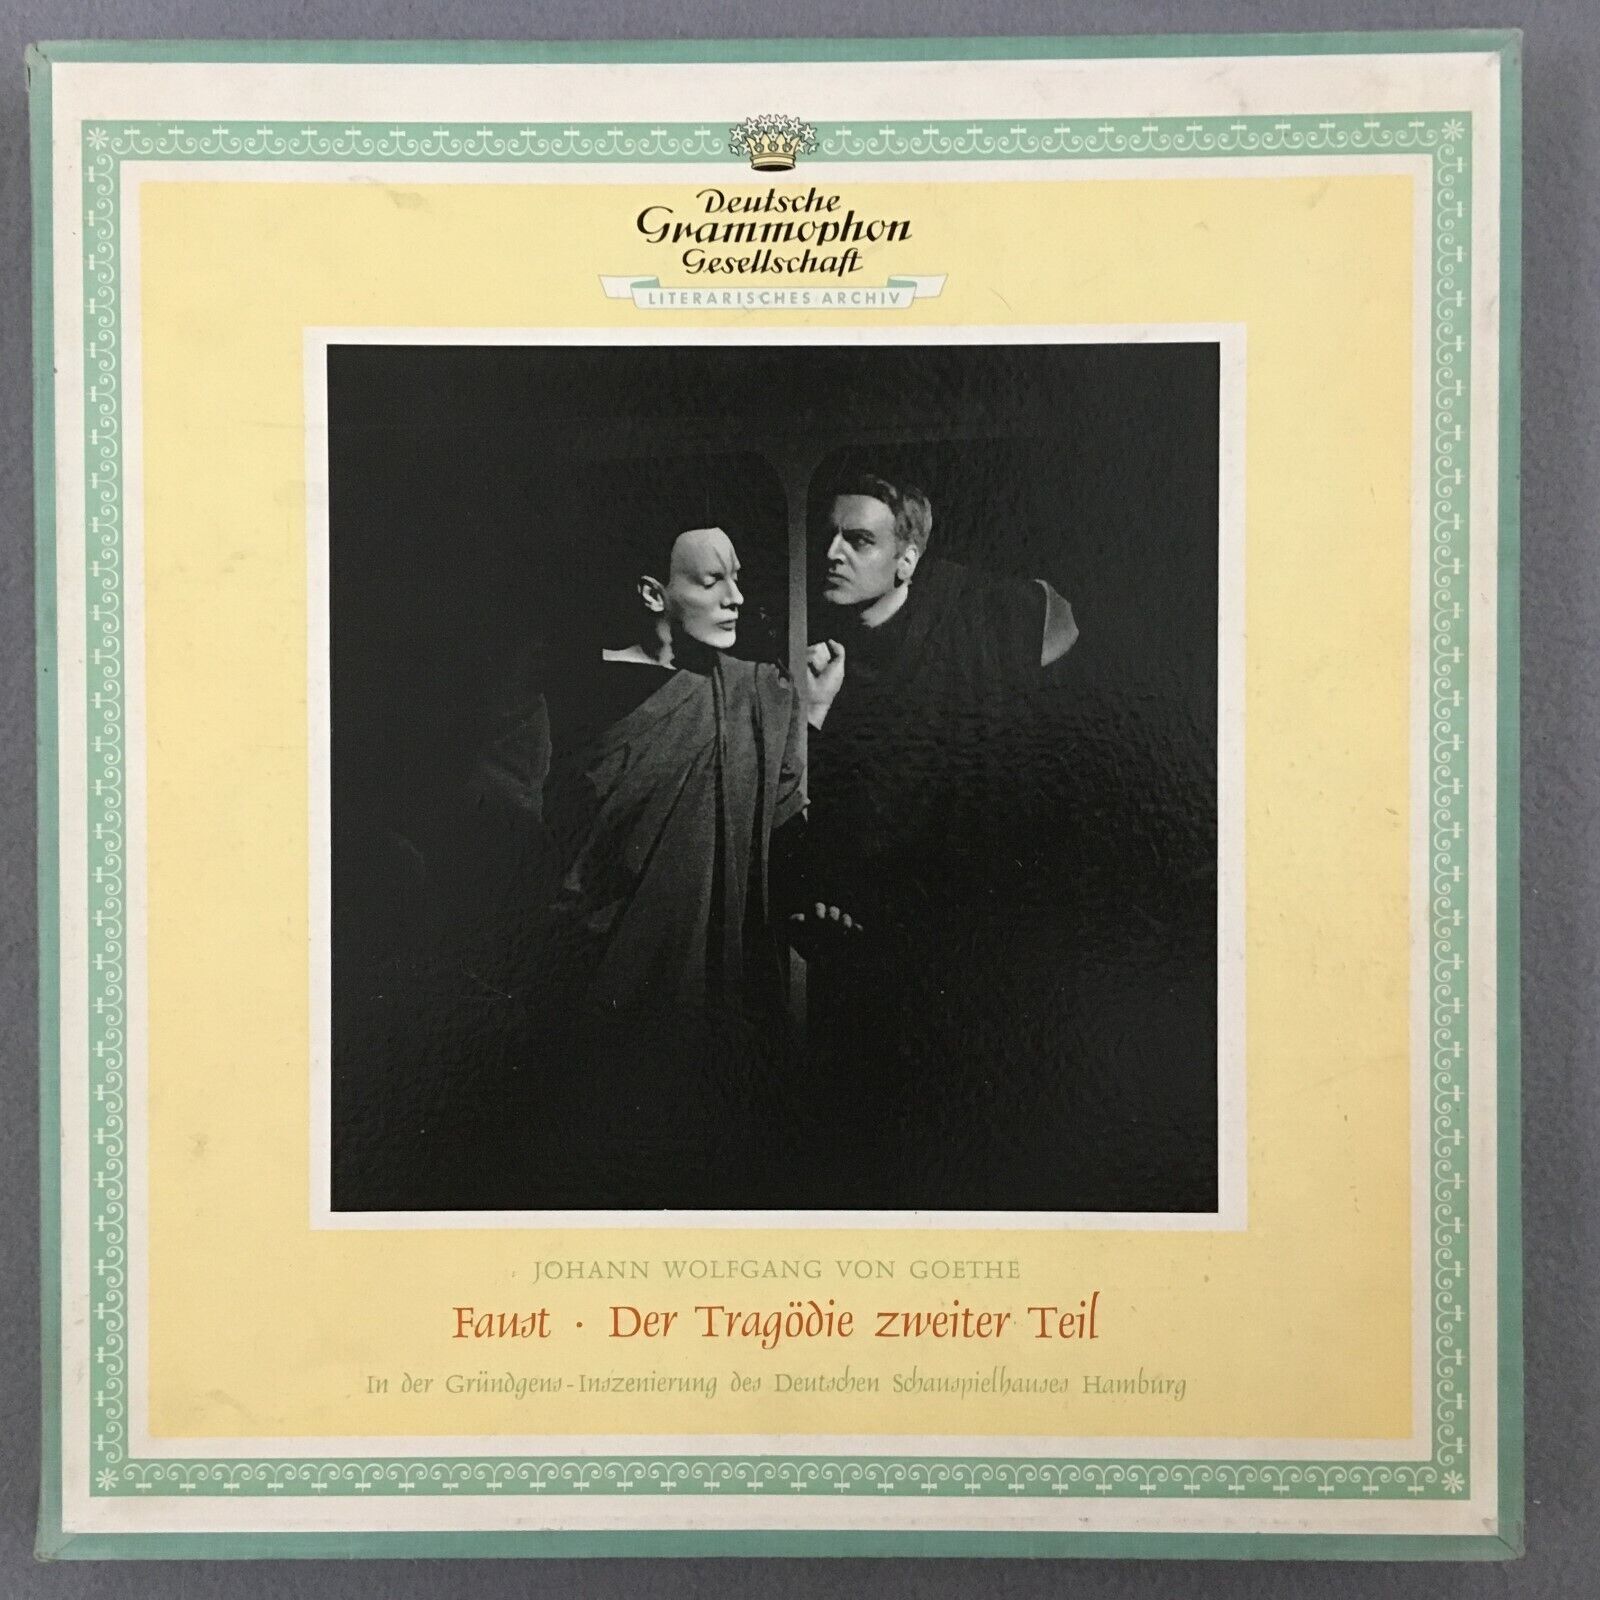 Deutsche
Grammophon
Gesellschaft
LITERARISCHES ARCHIV
JOHANN WOLFGANG VON GOETHE
Faust · Der Tragödie zweiter Teil
In der Gründgens-Inszenierung des Deutschen Schauspielhauses Hamburg